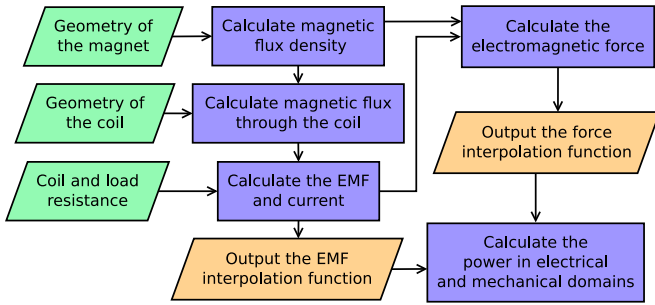 Geometry of
the magnet
Calculate magnetic
flux density
Calculate the
electromagnetic
force
Geometry of
the coil
Calculate magnetic flux
through the coil
Output the force
interpolation function
Coil and load
resistance
Calculate the EMF
and current
Output the EMF
interpolation function
Calculate the
power in electrical
and mechanical domains